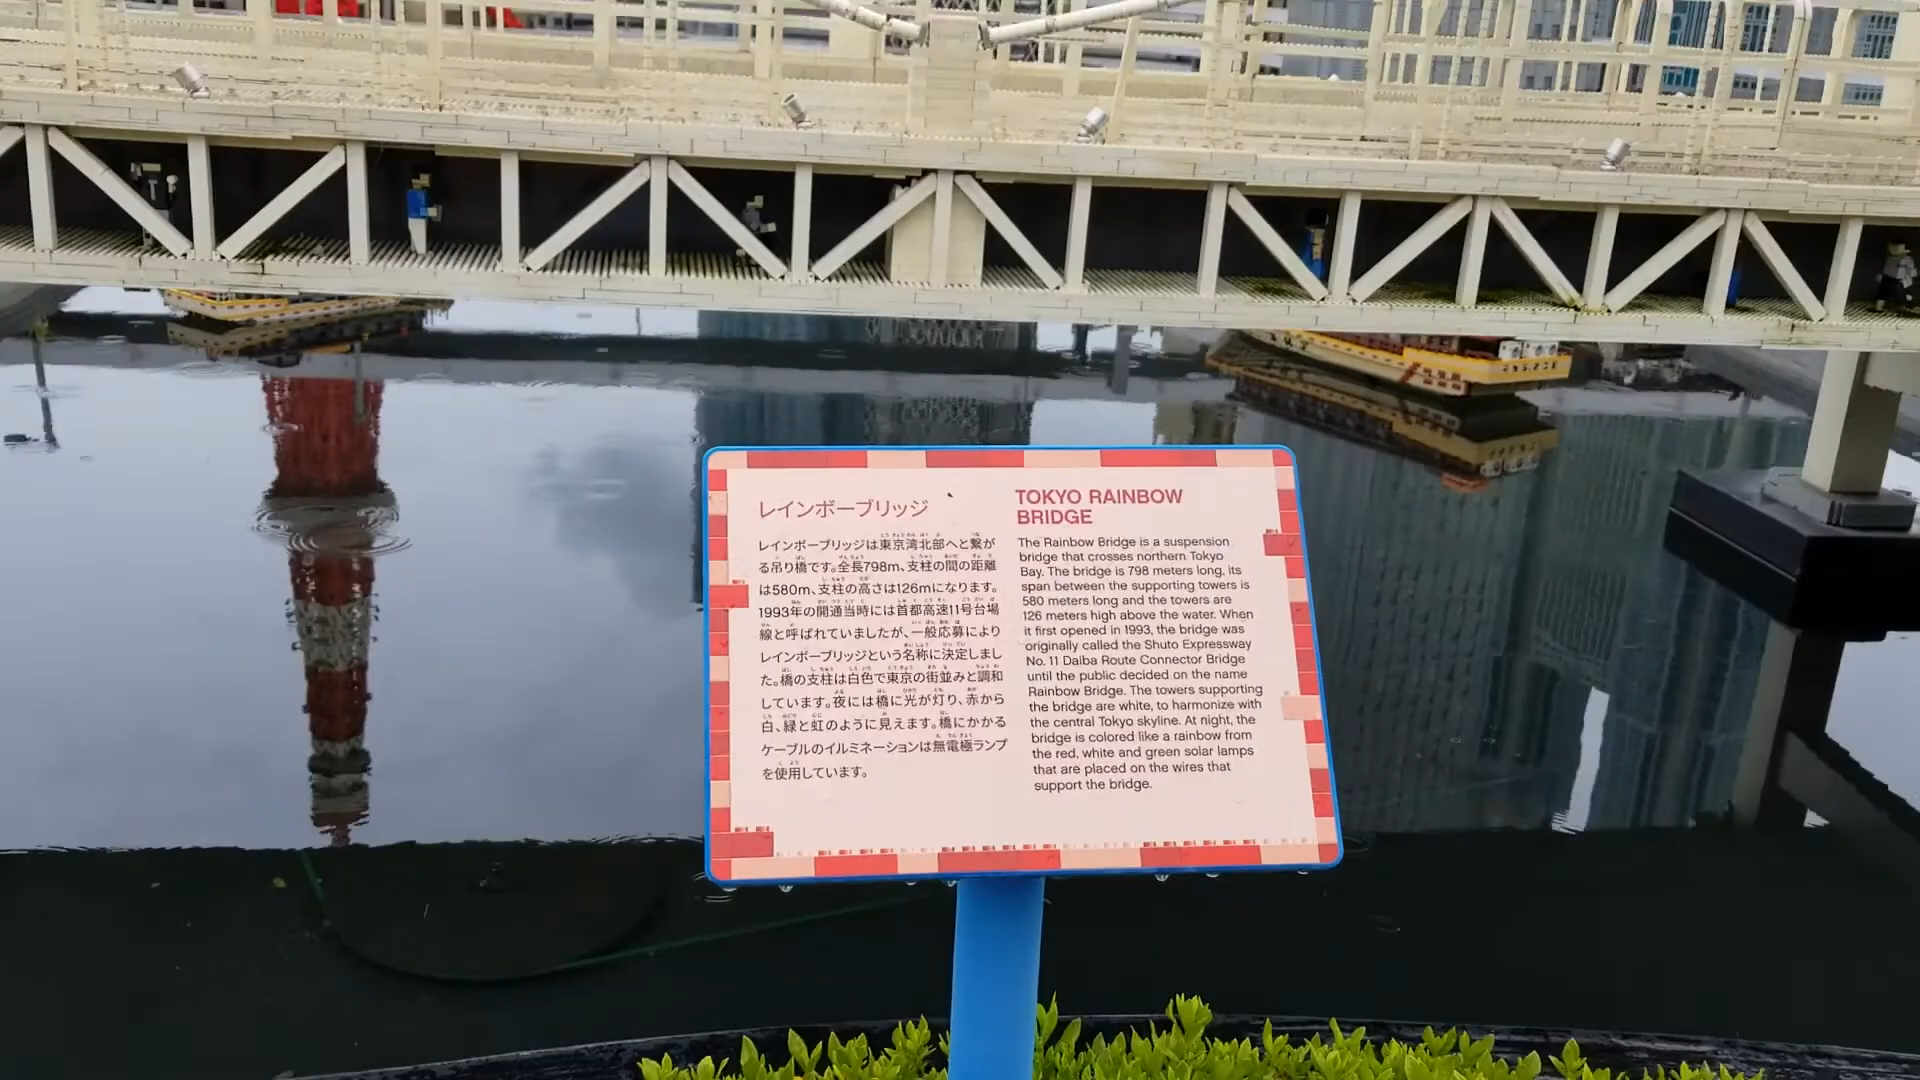 レインボーブリッジ
レインボーブリッジは東京湾北部へと繋が
る吊り橋です。全長798m、支柱の間の距離
は580m、支柱の高さは126mになります。
1993年の開通当時には首都高速11号台場
線と呼ばれていましたが、一般応募により
レインボーブリッジという名称に決定しまし
た。橋の支柱は白色で東京の街並みと調和
しています。夜には橋に光が灯り、赤から
白、緑と虹のように見えます。橋にかかる
ケーブルのイルミネーションは無電極ランプ
を使用しています。
TOKYO RAINBOW
BRIDGE
The Rainbow Bridge is a suspension
bridge that crosses northern Tokyo
Bay. The bridge is 798 meters long, its
span between the supporting towers is
580 meters long and the towers are
126 meters high above the water. When
it first opened in 1993, the bridge was
originally called the Shuto Expressway
No. 11 Daiba Route Connector Bridge
until the public decided on the name
Rainbow Bridge. The towers supporting
the bridge are white, to harmonize with
the central Tokyo skyline. At night, the
bridge is colored like a rainbow from
the red, white and green solar lamps
that are placed on the wires that
support the bridge.